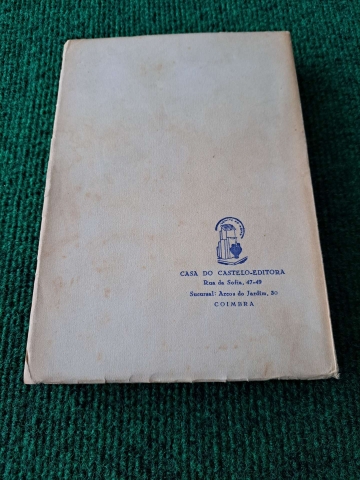 CASA DO CASTELO-EDITORA
Rua da Sofia, 47-49
Sucursal: Arcos do Jardim, 30
COIMBRA